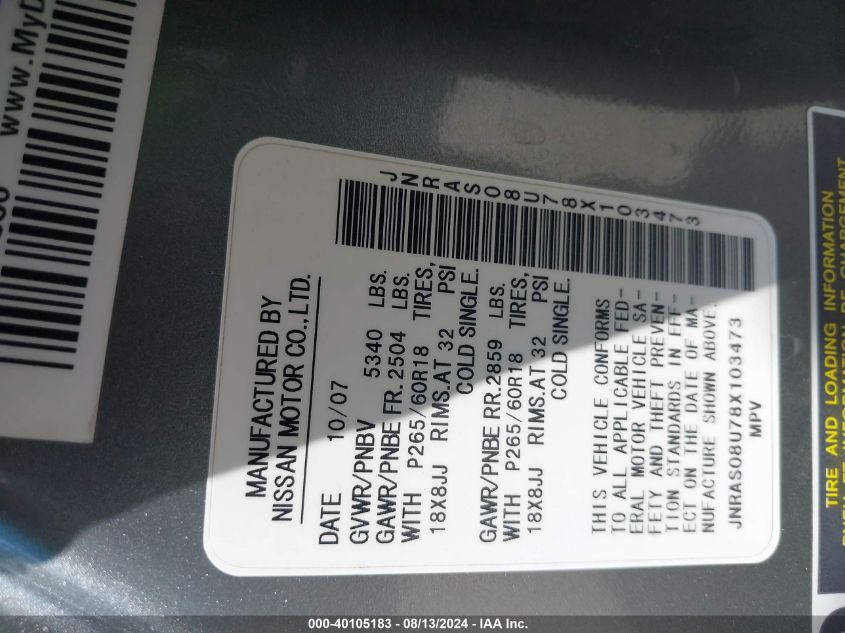 www.MyD
MANUFACTURED BY
NISSAN MOTOR CO., LTD.
DATE 10/07
GVWR/PNBV 5340 LBS.
GAWR/PNBE FR. 2504 LBS.
WITH P265/60R18 TIRES,
18X8JJ RIMS.AT 32 PSI
COLD SINGLE.
GAWR/PNBE RR. 2859 LBS.
WITH P265/60R18 TIRES,
18X8JJ RIMS.AT 32 PSI
COLD SINGLE.
THIS VEHICLE CONFORMS
TO ALL APPLICABLE FED-
ERAL MOTOR VEHICLE SA-
FETY AND THEFT PREVEN-
TION STANDARDS IN EFF-
ECT ON THE DATE OF MA-
NUFACTURE SHOWN ABOVE.
JNRAS08U78X103473
MPV
JNRAS08U78X103473
TIRE AND LOADING INFORMATION
000-40105183 - 08/13/2024 - IAA Inc.